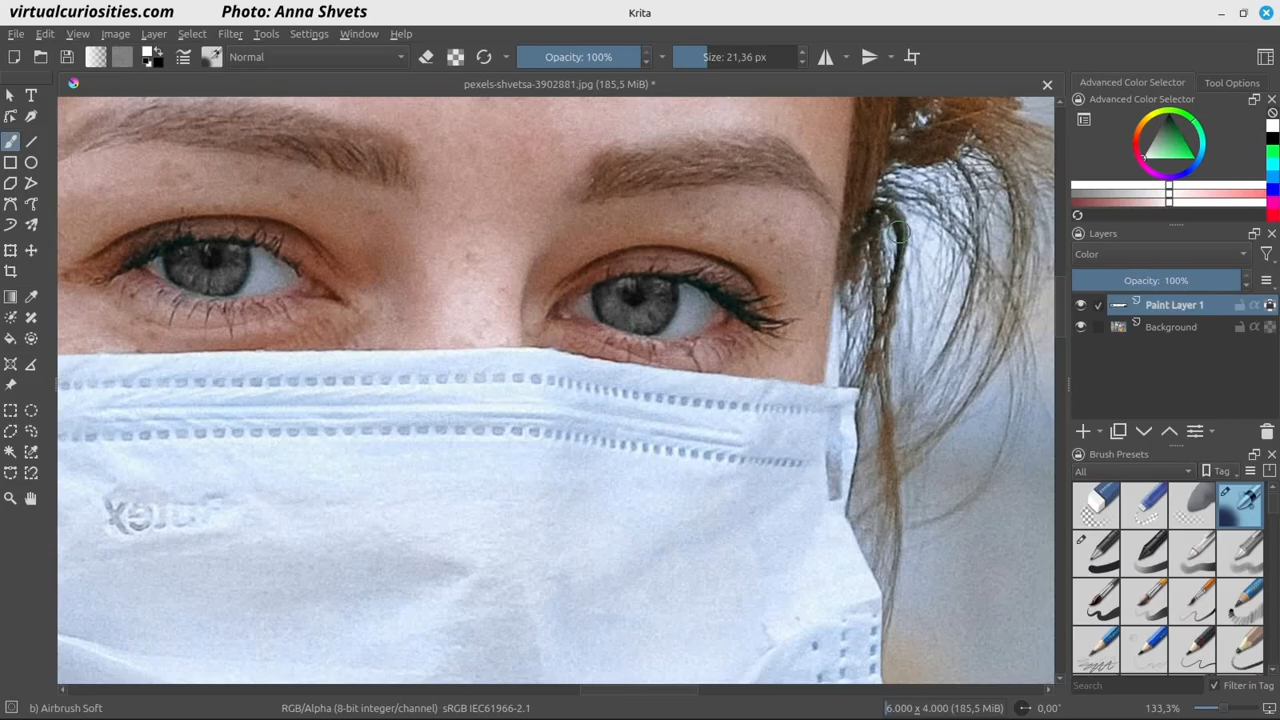 virtualcuriosities.com Photo: Anna Shvets Krita
File Edit View Image Layer Select Filter Tools Settings Window Help
Normal Opacity: 100% Size: 21,36 px
pexels-shvetsa-3902881.jpg (185,5 MiB) *
Advanced Color Selector Tool Options
Advanced Color Selector
Layers
Color
Opacity: 100%
Paint Layer 1
Background
Brush Presets
All Tag
Search Filter in Tag
b) Airbrush Soft RGB/Alpha (8-bit integer/channel) sRGB IEC61966-2.1 6.000 x 4.000 (185,5 MiB) 0,00° 133,3%